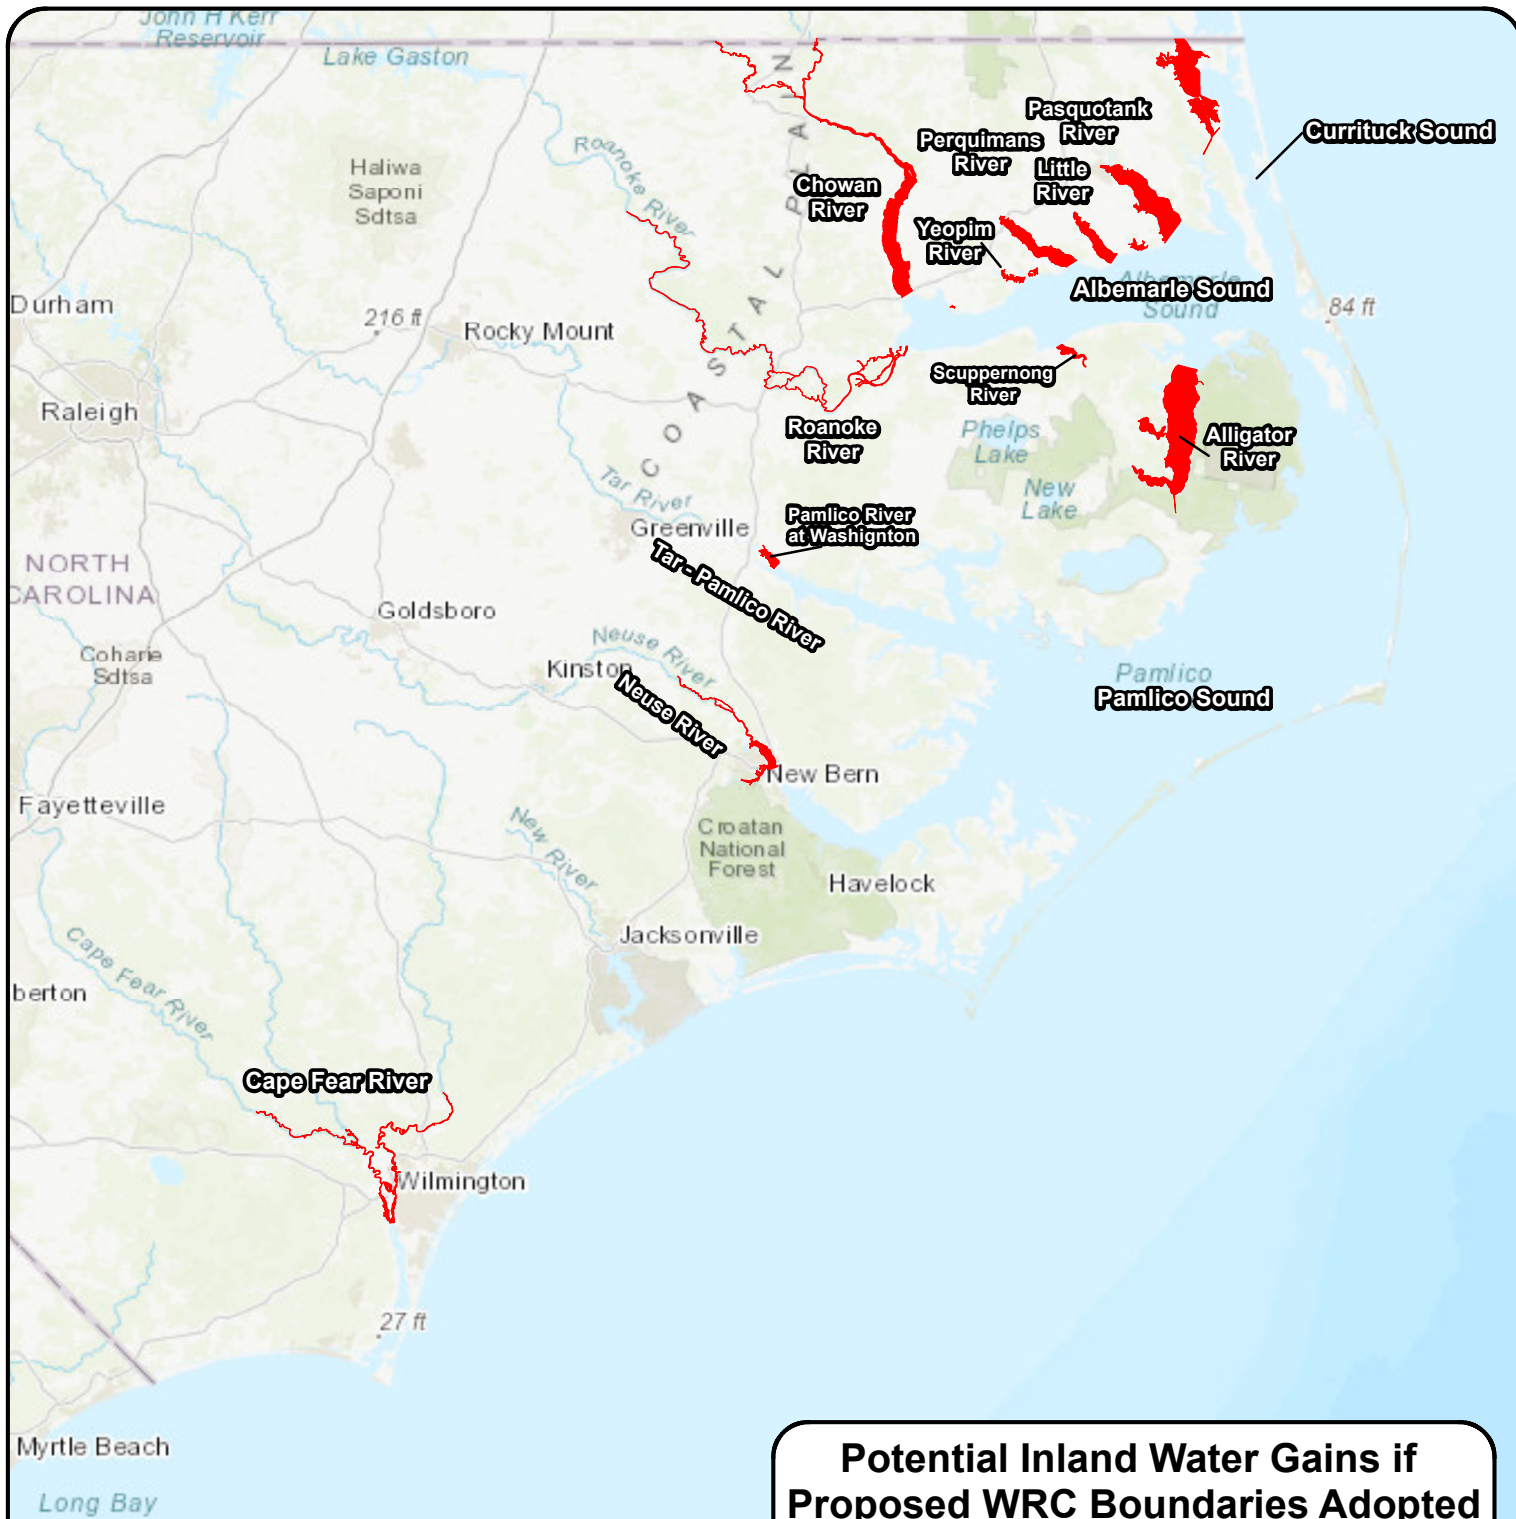 John H Kerr
Reservoir
Lake Gaston
Roanoke River
Haliwa
Saponi
Sdtsa
COASTAL PLAIN
Chowan
River
Perquimans
River
Pasquotank
River
Little
River
Yeopim
River
Currituck Sound
Albemarle
Sound
Albemarle Sound
84 ft
Durham
216 ft
Rocky Mount
Raleigh
Scuppernong
River
Roanoke
River
Phelps
Lake
New
Lake
Alligator
River
Tar River
Greenville
Pamlico River
at Washignton
Tar - Pamlico River
NORTH
CAROLINA
Goldsboro
Coharie
Sdtsa
Neuse River
Kinston
Neuse River
Pamlico
Pamlico Sound
New Bern
Fayetteville
New River
Croatan
National
Forest
Havelock
Jacksonville
Cape Fear River
berton
Cape Fear River
Wilmington
27 ft
Myrtle Beach
Long Bay
Potential Inland Water Gains if
Proposed WRC Boundaries Adopted